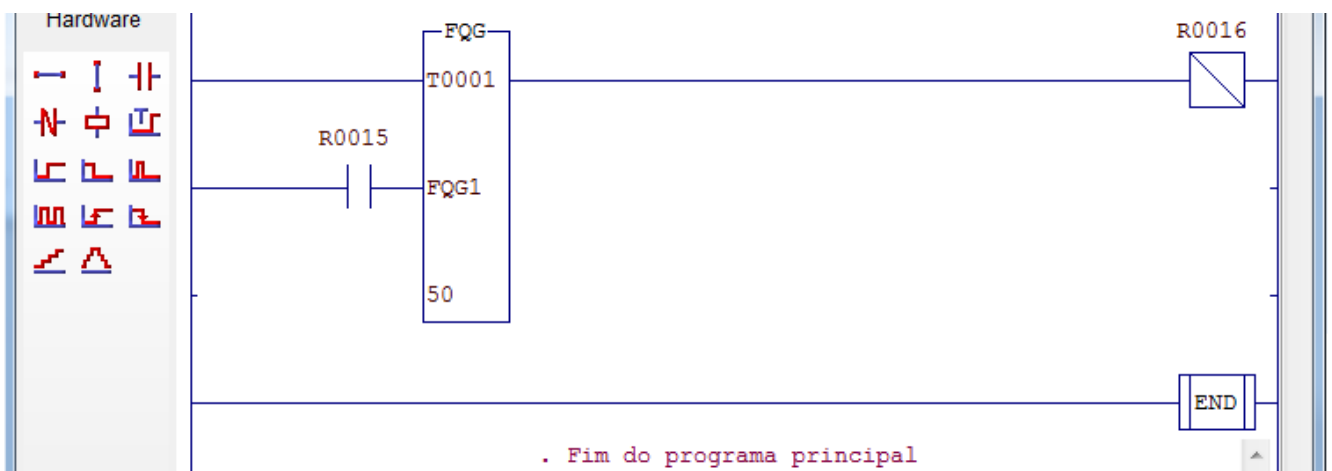 Hardware
FQG
R0016
T0001
R0015
FQG1
50
END
. Fim do programa principal